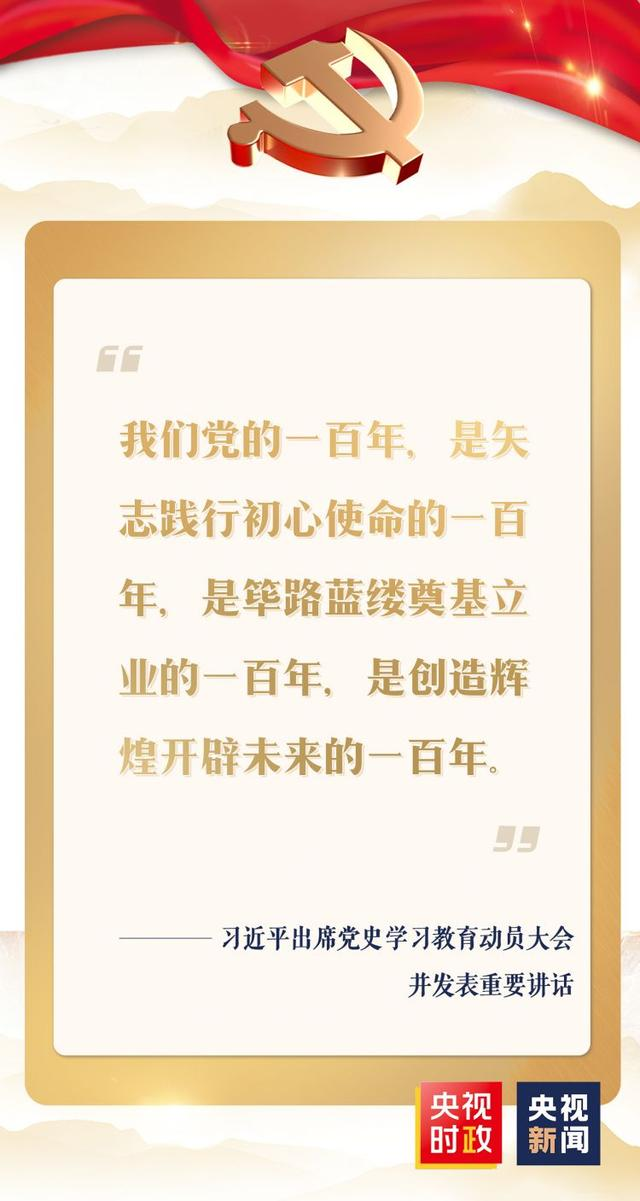 “
我们党的一百年，是矢
志践行初心使命的一百
年，是筚路蓝缕奠基立
业的一百年，是创造辉
煌开辟未来的一百年。
”
——— 习近平出席党史学习教育动员大会
并发表重要讲话
央视
时政
央视
新闻